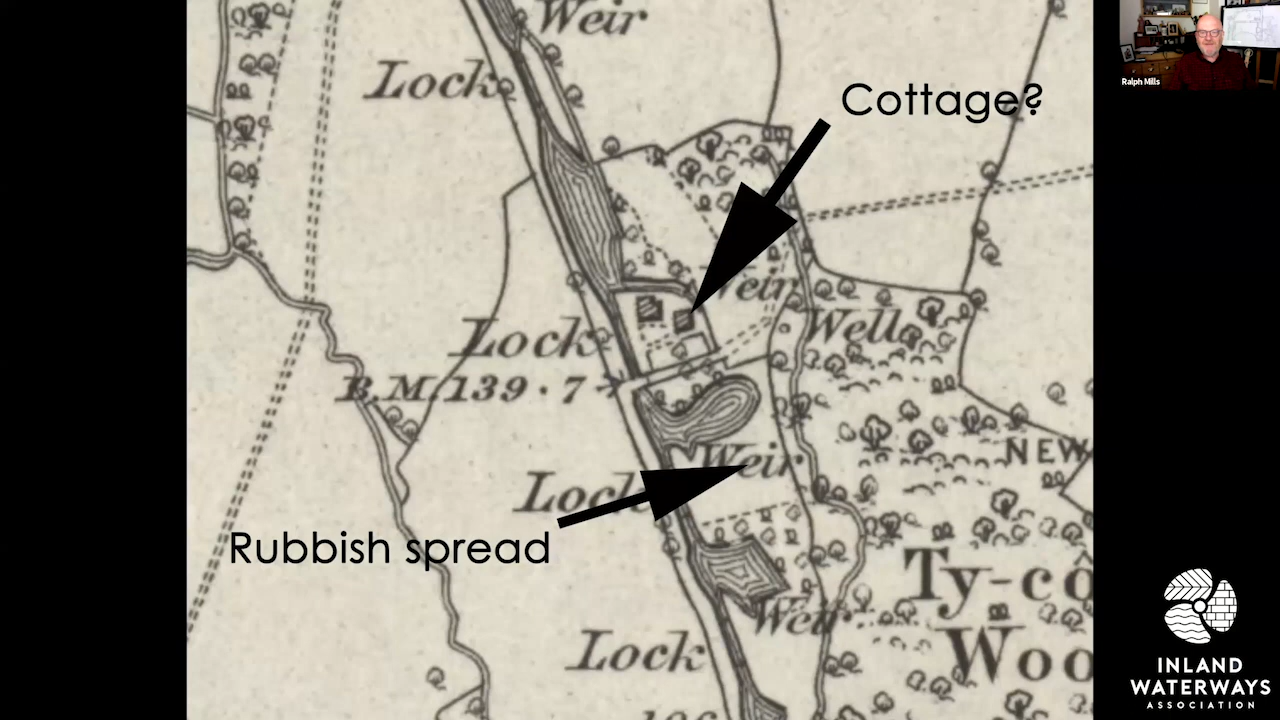 Weir
Lock
Cottage?
Weir
Lock
Well
B.M. 139·7
Weir
NEW
Lock
Rubbish spread
Ty-co
Weir
Woo
Lock
Ralph Mills
INLAND
WATERWAYS
ASSOCIATION